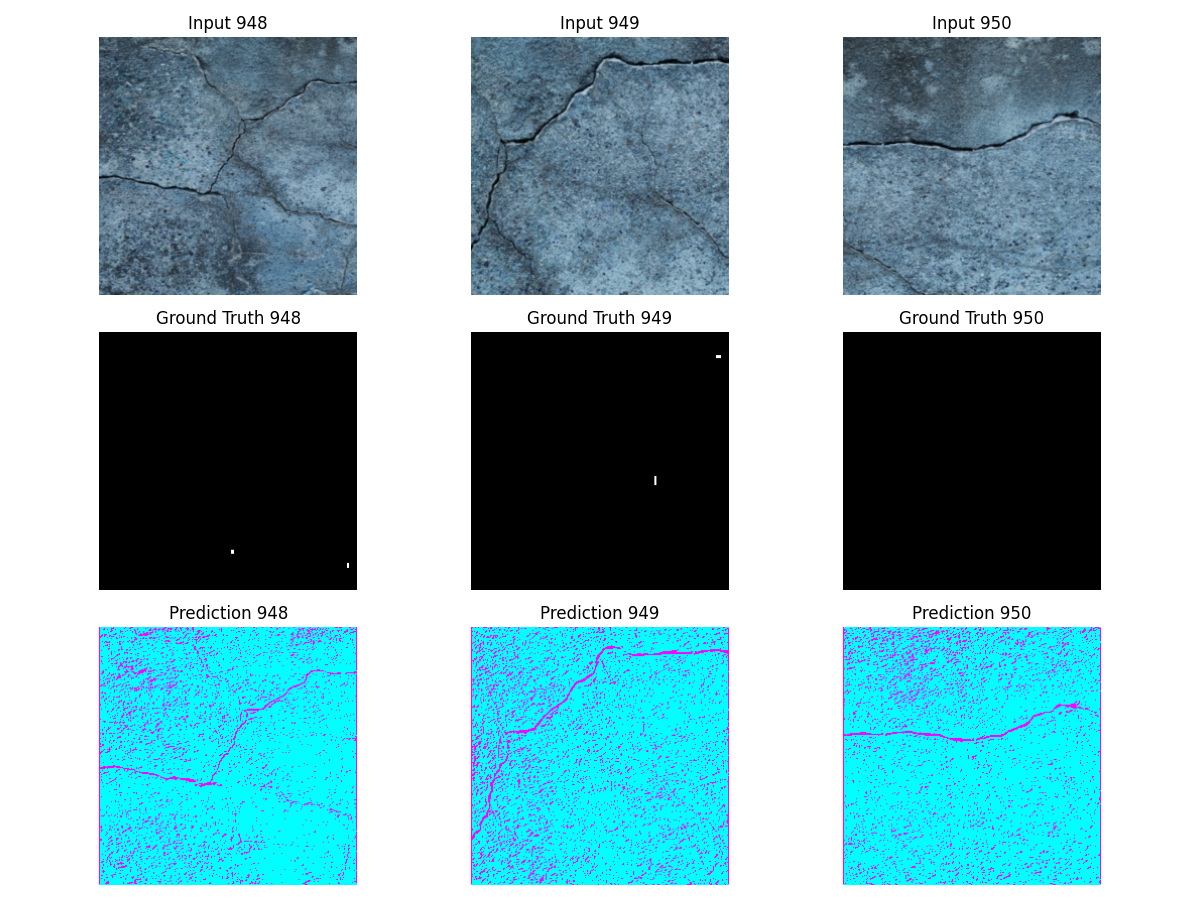 Input 948
Input 949
Input 950
Ground Truth 948
Ground Truth 949
Ground Truth 950
Prediction 948
Prediction 949
Prediction 950